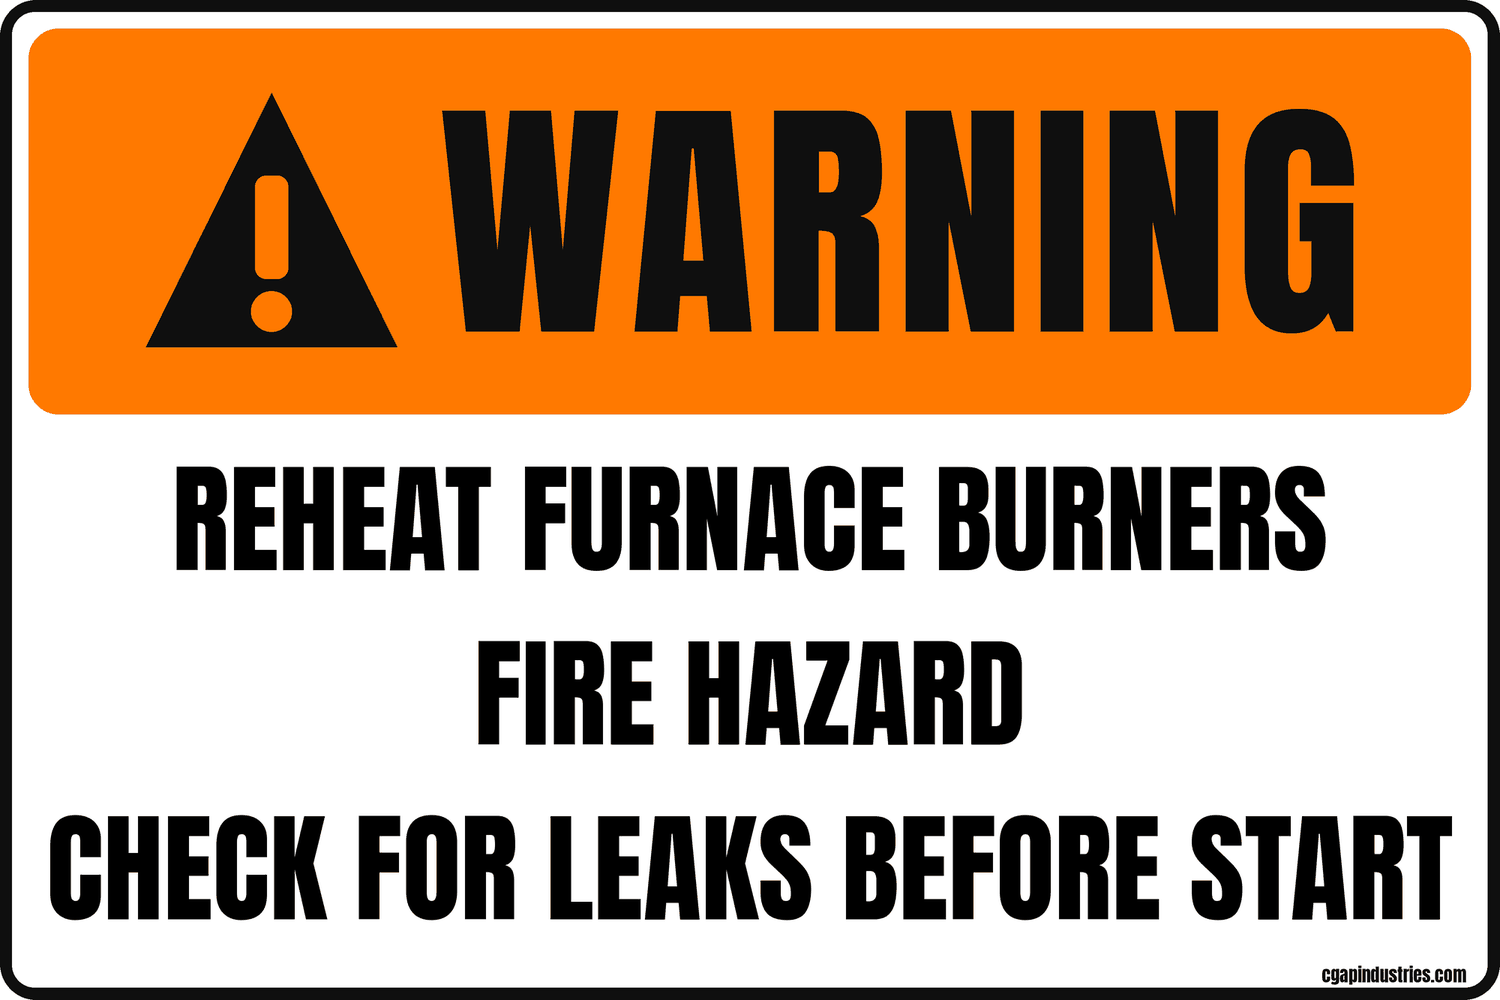 WARNING
REHEAT FURNACE BURNERS
FIRE HAZARD
CHECK FOR LEAKS BEFORE START
cgapindustries.com